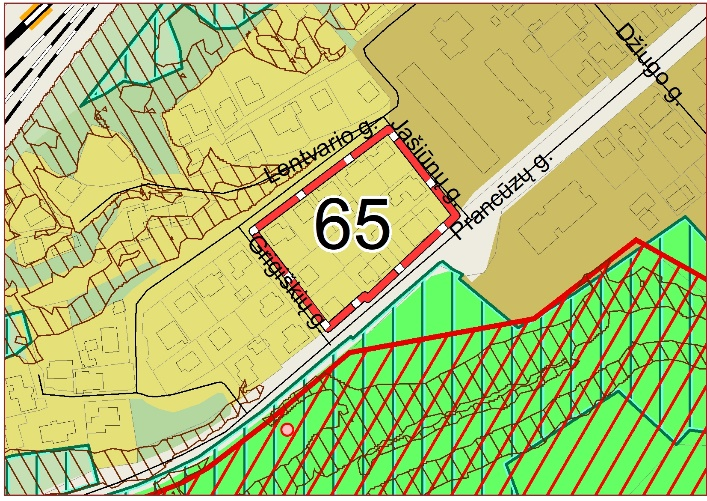 Džiugo g.
Lentvario g.
Jašiūnų g.
Prancūzų g.
65
Grigiškių g.